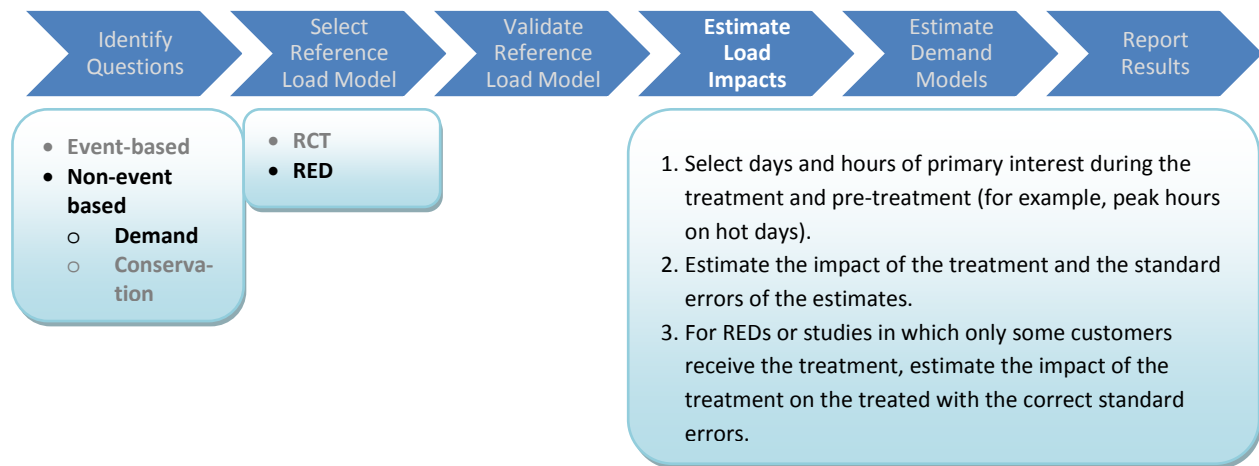 Identify
Questions
Select
Reference
Load Model
Validate
Reference
Load Model
Estimate
Load
Impacts
Estimate
Demand
Models
Report
Results
• Event-based
• Non-event
based
o Demand
o Conserva-
tion
• RCT
• RED
1. Select days and hours of primary interest during the
treatment and pre-treatment (for example, peak hours
on hot days).
2. Estimate the impact of the treatment and the standard
errors of the estimates.
3. For REDs or studies in which only some customers
receive the treatment, estimate the impact of the
treatment on the treated with the correct standard
errors.